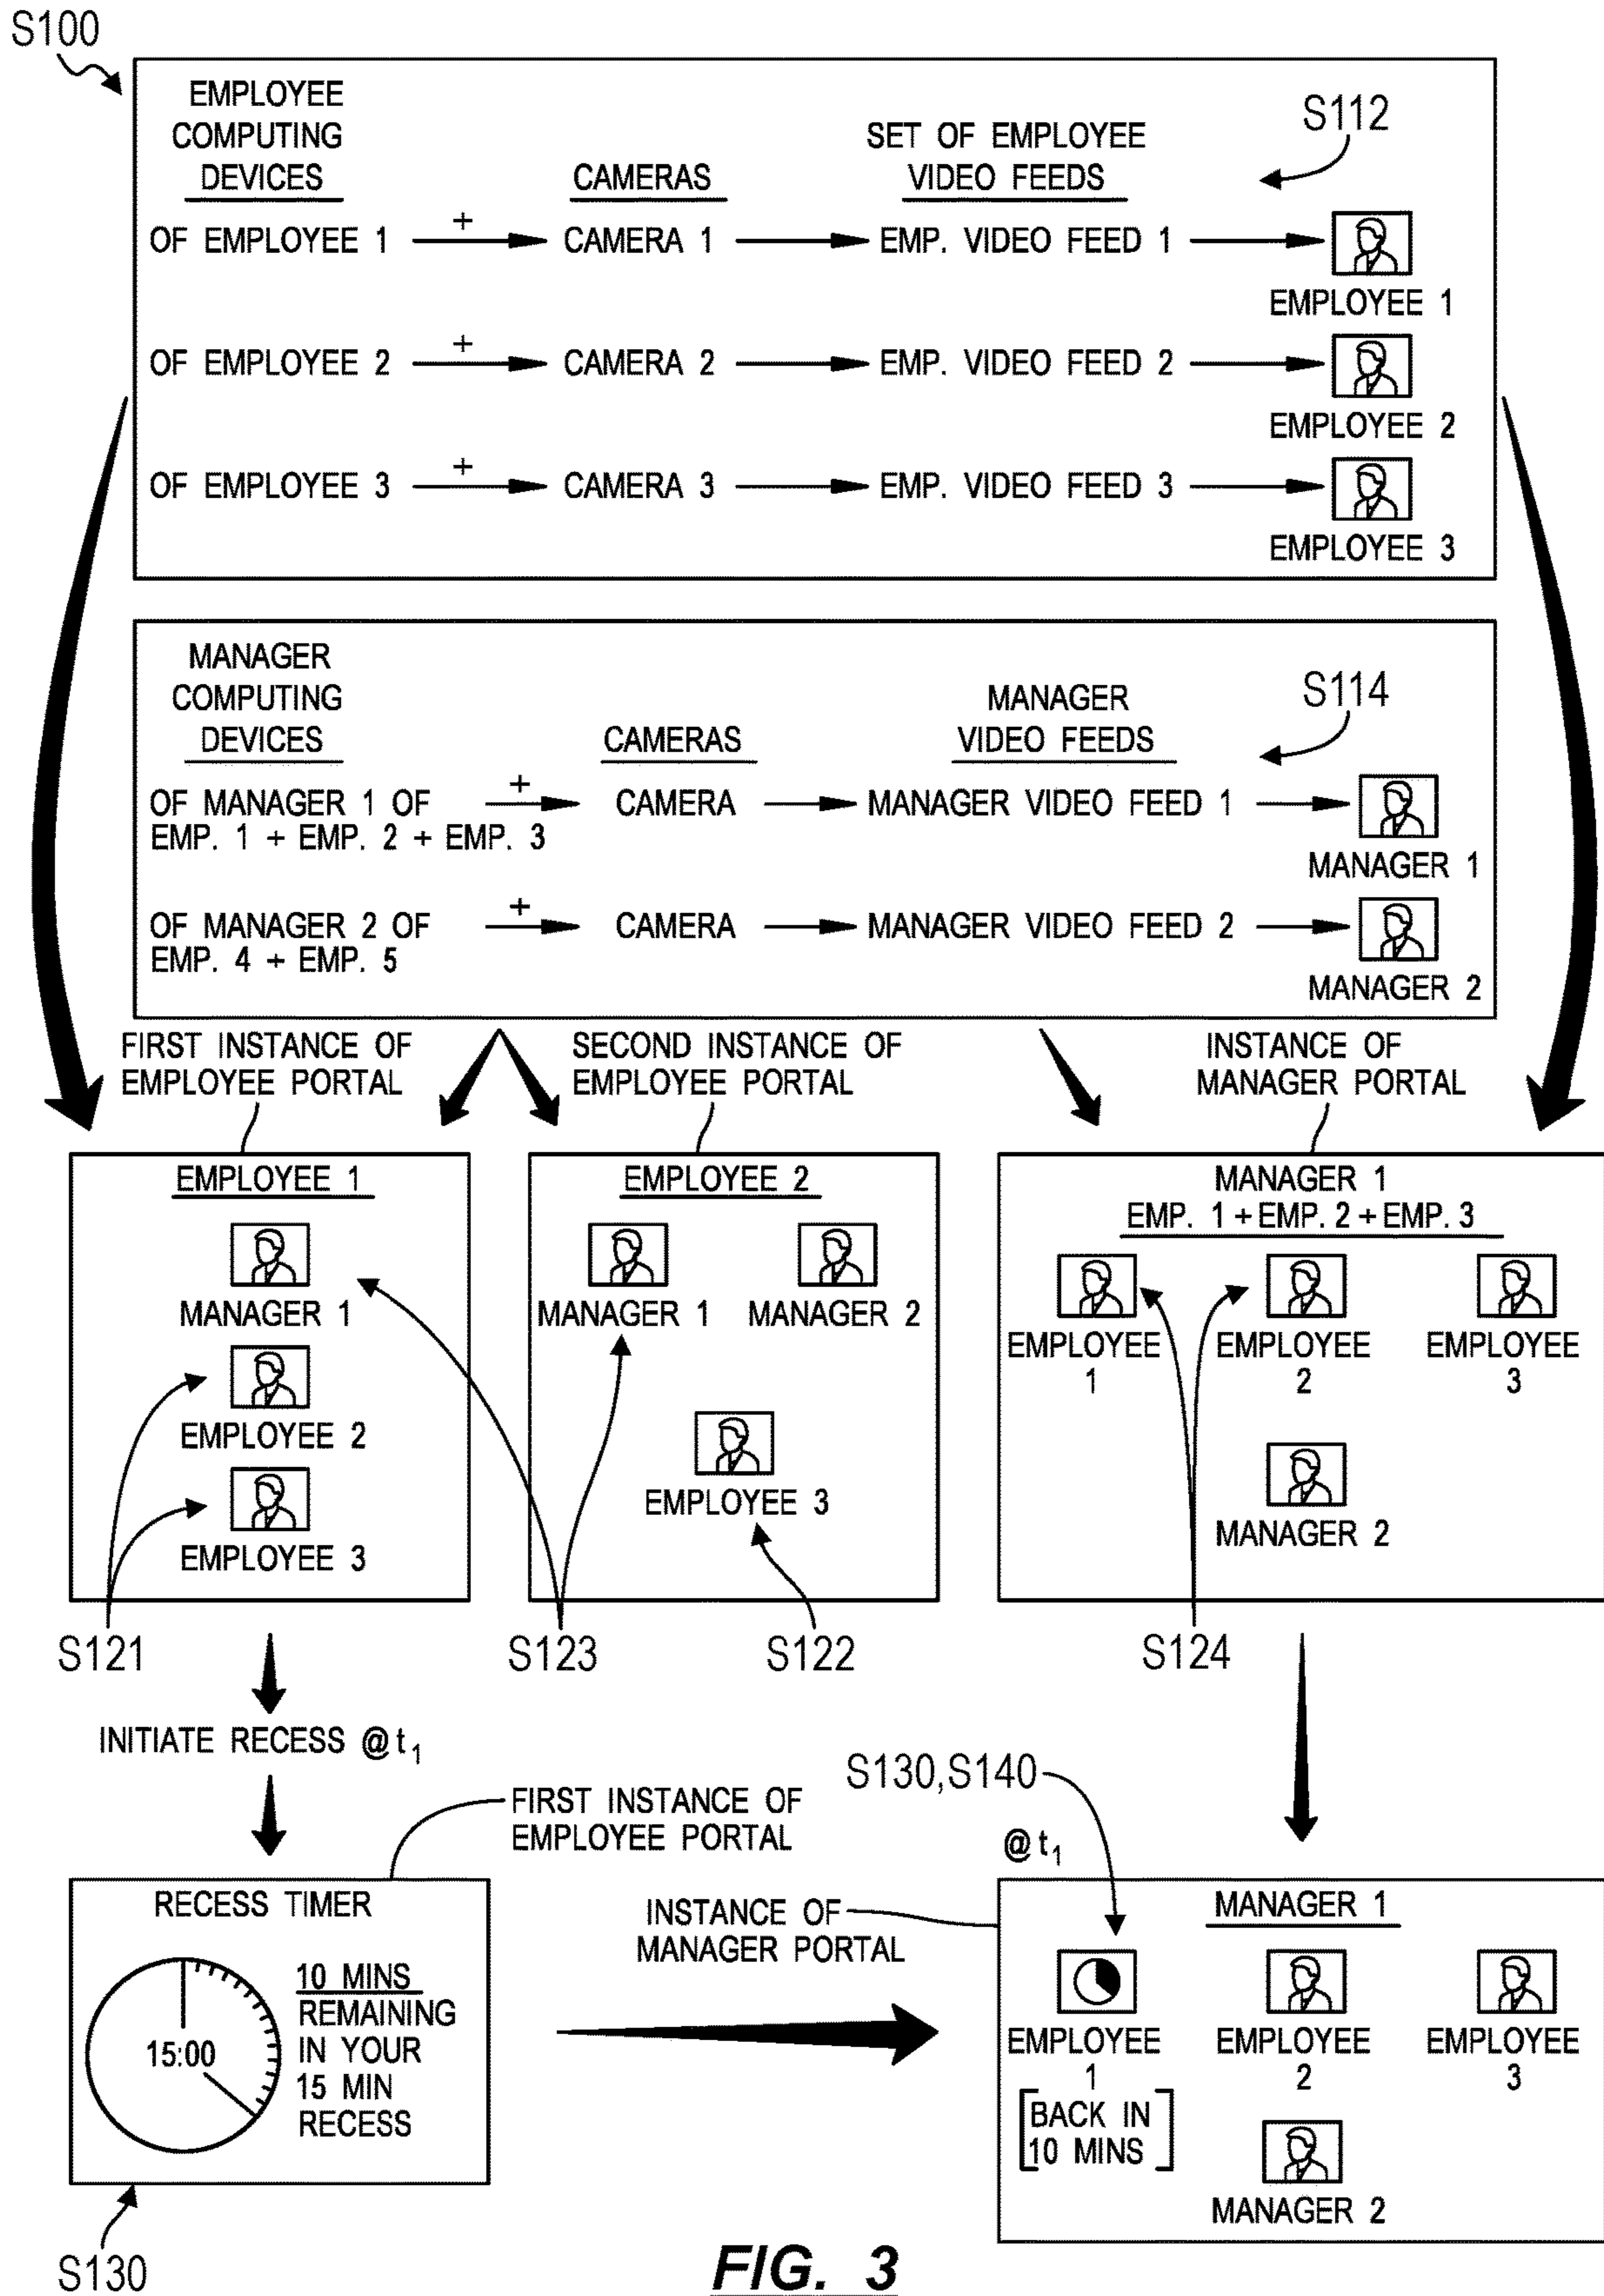 S100
EMPLOYEE
COMPUTING
DEVICES
CAMERAS
SET OF EMPLOYEE
VIDEO FEEDS
S112
OF EMPLOYEE 1 + CAMERA 1 EMP. VIDEO FEED 1
EMPLOYEE 1
OF EMPLOYEE 2 + CAMERA 2 EMP. VIDEO FEED 2
EMPLOYEE 2
OF EMPLOYEE 3 + CAMERA 3 EMP. VIDEO FEED 3
EMPLOYEE 3
MANAGER
COMPUTING
DEVICES
CAMERAS
MANAGER
VIDEO FEEDS
S114
OF MANAGER 1 OF
EMP. 1 + EMP. 2 + EMP. 3
+ CAMERA MANAGER VIDEO FEED 1
MANAGER 1
OF MANAGER 2 OF
EMP. 4 + EMP. 5
+ CAMERA MANAGER VIDEO FEED 2
MANAGER 2
FIRST INSTANCE OF
EMPLOYEE PORTAL
SECOND INSTANCE OF
EMPLOYEE PORTAL
INSTANCE OF
MANAGER PORTAL
EMPLOYEE 1
MANAGER 1
EMPLOYEE 2
EMPLOYEE 3
EMPLOYEE 2
MANAGER 1 MANAGER 2
EMPLOYEE 3
MANAGER 1
EMP. 1 + EMP. 2 + EMP. 3
EMPLOYEE
1
EMPLOYEE
2
EMPLOYEE
3
MANAGER 2
S121
S123
S122
S124
INITIATE RECESS @ t1
FIRST INSTANCE OF
EMPLOYEE PORTAL
S130,S140
@ t1
RECESS TIMER
15:00
10 MINS
REMAINING
IN YOUR
15 MIN
RECESS
S130
INSTANCE OF
MANAGER PORTAL
MANAGER 1
EMPLOYEE
1
[BACK IN
10 MINS]
EMPLOYEE
2
EMPLOYEE
3
MANAGER 2
FIG. 3